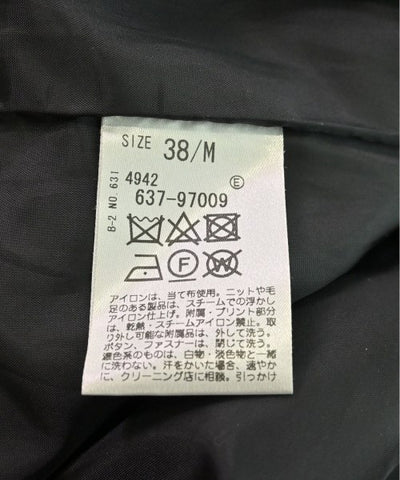 SIZE 38/M
B-2 NO.631
4942 E
637-97009
F W
アイロンは、当て布使用。ニットや毛
足のある製品は、スチームでの浮かし
アイロン仕上げ。附属・プリント部分
は、乾熱・スチームアイロン禁止。取
り外し可能な附属品は、外して洗う。
ボタン、ファスナーは、閉じて洗う。
濃色系のものは、白物・淡色物と一緒
に洗わない。汗をかいた場合、速やか
に、クリーニング店に相談。引っかけ